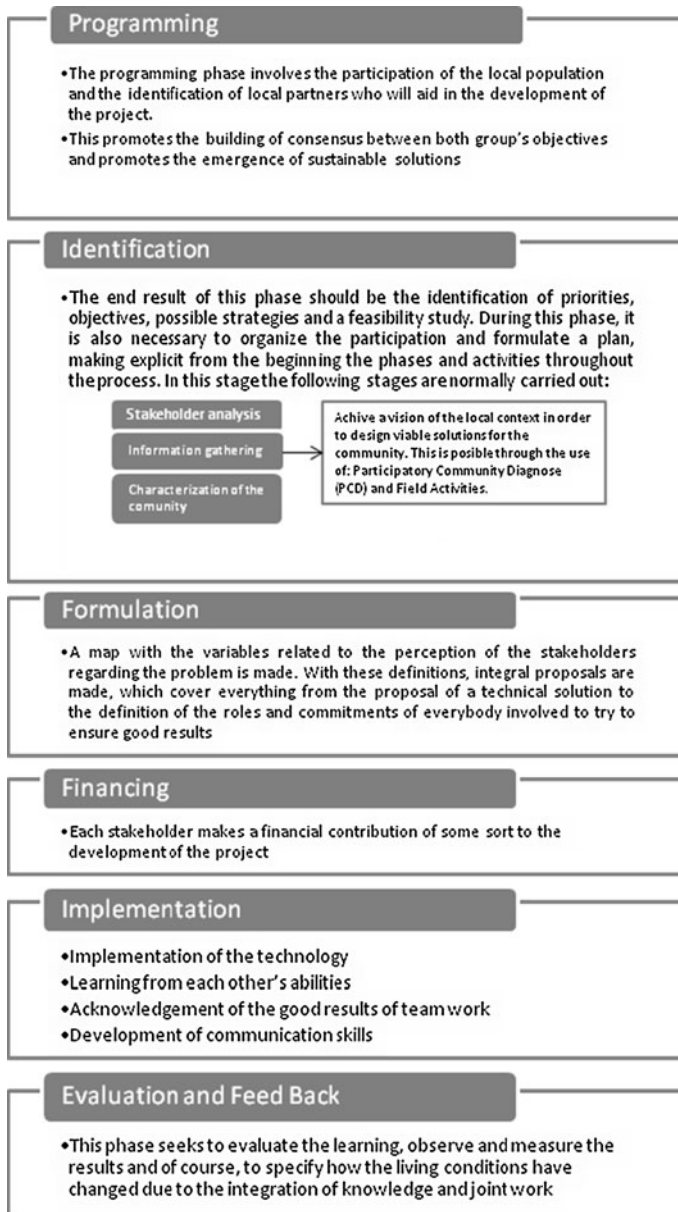 Programming
•The programming phase involves the participation of the local population
and the identification of local partners who will aid in the development of
the project.
•This promotes the building of consensus between both group's objectives
and promotes the emergence of sustainable solutions
Identification
•The end result of this phase should be the identification of priorities,
objectives, possible strategies and a feasibility study. During this phase, it
is also necessary to organize the participation and formulate a plan,
making explicit from the beginning the phases and activities throughout
the process. In this stage the following stages are normally carried out:
Stakeholder analysis
Information gathering
Characterization of the
comunity
Achive a vision of the local context in order
to design viable solutions for the
community. This is posible through the use
of: Participatory Community Diagnose
(PCD) and Field Activities.
Formulation
•A map with the variables related to the perception of the stakeholders
regarding the problem is made. With these definitions, integral proposals are
made, which cover everything from the proposal of a technical solution to
the definition of the roles and commitments of everybody involved to try to
ensure good results
Financing
•Each stakeholder makes a financial contribution of some sort to the
development of the project
Implementation
•Implementation of the technology
•Learning from each other's abilities
•Acknowledgement of the good results of team work
•Development of communication skills
Evaluation and Feed Back
•This phase seeks to evaluate the learning, observe and measure the
results and of course, to specify how the living conditions have
changed due to the integration of knowledge and joint work